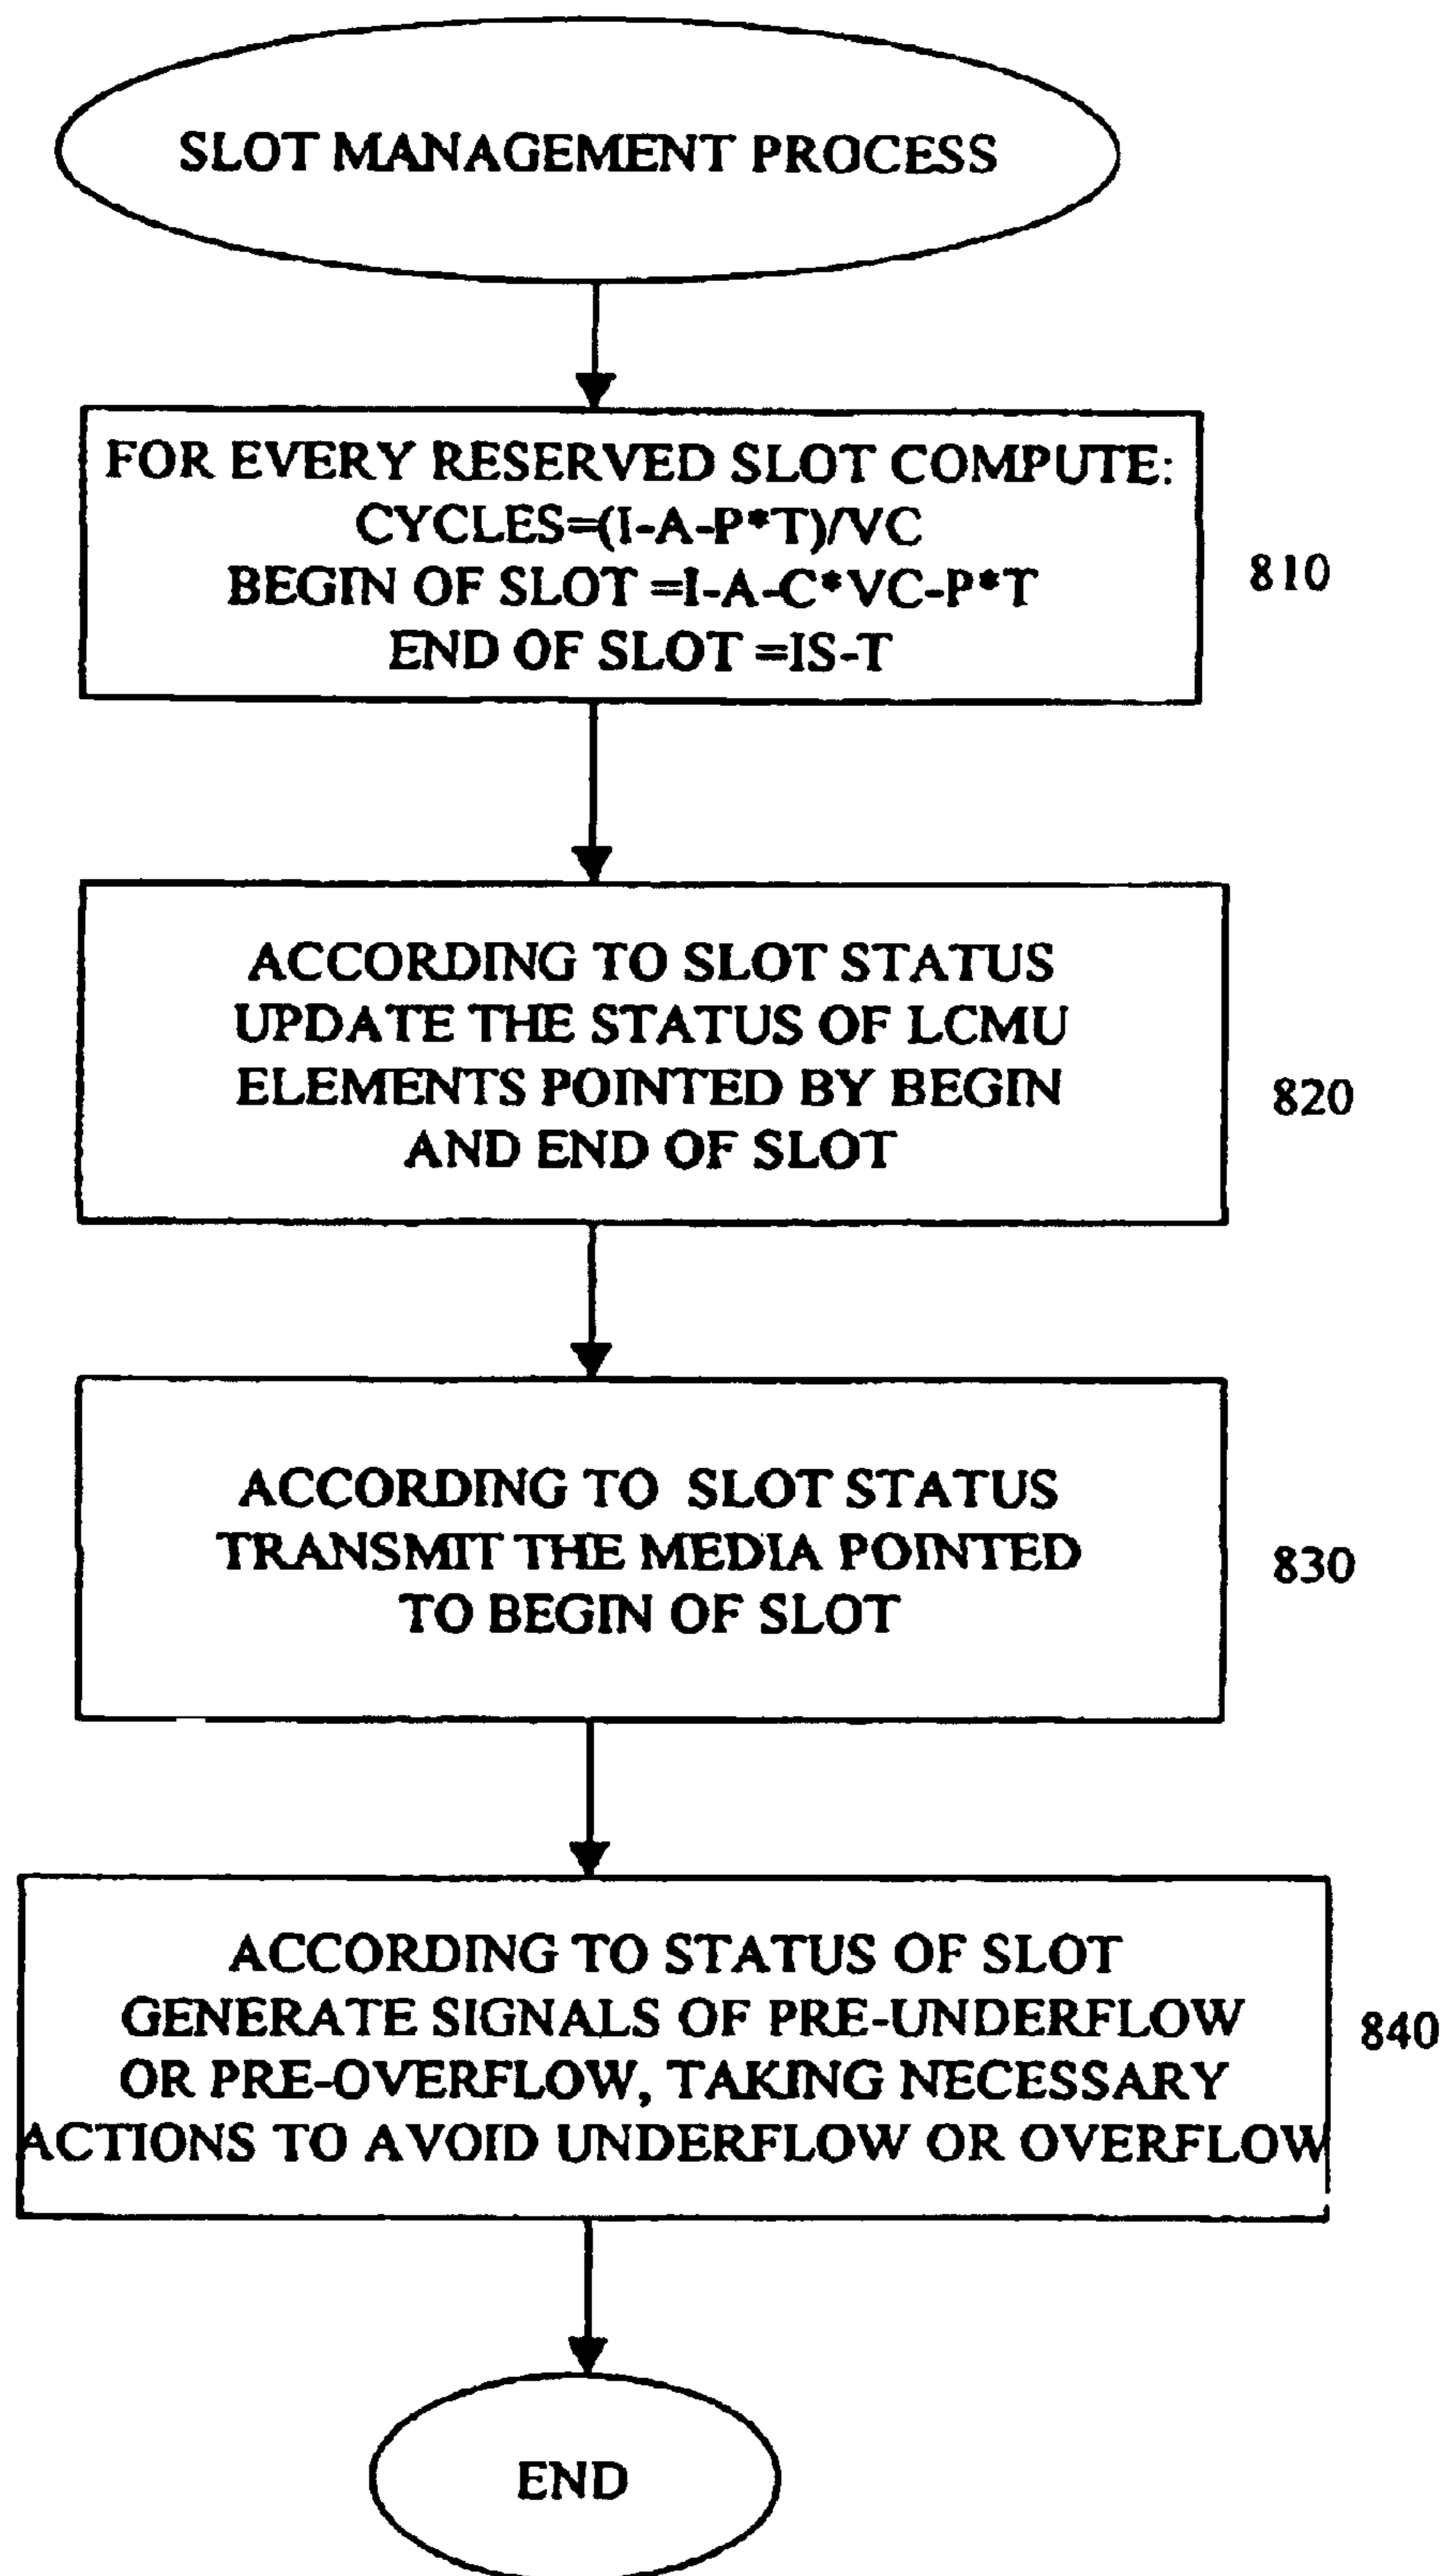 SLOT MANAGEMENT PROCESS
FOR EVERY RESERVED SLOT COMPUTE:
CYCLES=(I-A-P*T)/VC
BEGIN OF SLOT =I-A-C*VC-P*T
END OF SLOT =IS-T
810
ACCORDING TO SLOT STATUS
UPDATE THE STATUS OF LCMU
ELEMENTS POINTED BY BEGIN
AND END OF SLOT
820
ACCORDING TO SLOT STATUS
TRANSMIT THE MEDIA POINTED
TO BEGIN OF SLOT
830
ACCORDING TO STATUS OF SLOT
GENERATE SIGNALS OF PRE-UNDERFLOW
OR PRE-OVERFLOW, TAKING NECESSARY
ACTIONS TO AVOID UNDERFLOW OR OVERFLOW
840
END